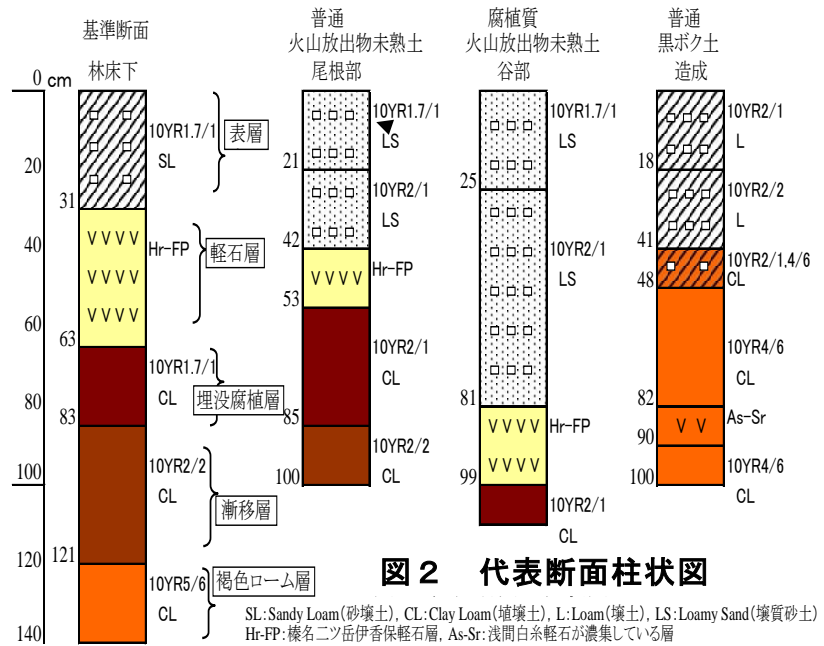 基準断面
林床下
普通
火山放出物未熟土
尾根部
腐植質
火山放出物未熟土
谷部
普通
黒ボク土
造成
0 cm
20
40
60
80
100
120
140
10YR1.7/1
SL
表層
31
Hr-FP
軽石層
63
10YR1.7/1
CL
埋没腐植層
83
10YR2/2
CL
漸移層
121
10YR5/6
CL
褐色ローム層
10YR1.7/1
LS
21
10YR2/1
LS
42
Hr-FP
53
10YR2/1
CL
85
10YR2/2
CL
100
10YR1.7/1
LS
25
10YR2/1
LS
81
Hr-FP
99
10YR2/1
CL
10YR2/1
L
18
10YR2/2
L
41
10YR2/1,4/6
CL
48
10YR4/6
CL
82
As-Sr
90
10YR4/6
CL
100
図2 代表断面柱状図
SL:Sandy Loam(砂壌土), CL:Clay Loam(埴壌土), L:Loam(壌土), LS:Loamy Sand(壌質砂土)
Hr-FP:榛名二ツ岳伊香保軽石層, As-Sr:浅間白糸軽石が濃集している層